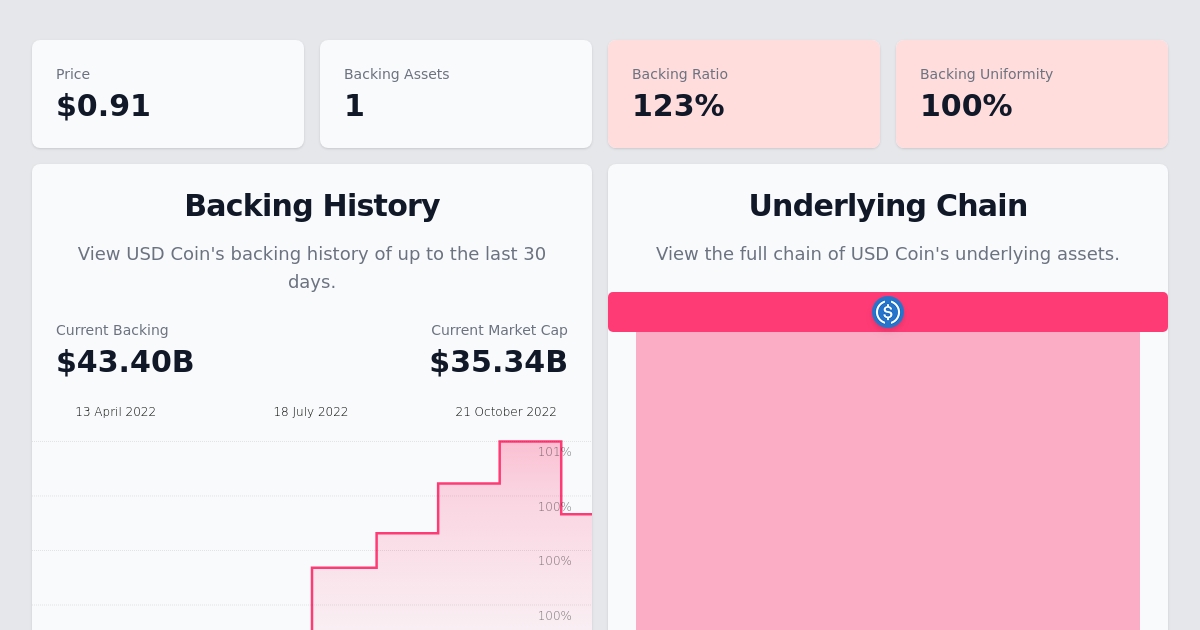 Price
$0.91
Backing Assets
1
Backing Ratio
123%
Backing Uniformity
100%
Backing History
View USD Coin's backing history of up to the last 30
days.
Current Backing
$43.40B
Current Market Cap
$35.34B
13 April 2022
18 July 2022
21 October 2022
101%
100%
100%
100%
Underlying Chain
View the full chain of USD Coin's underlying assets.
$